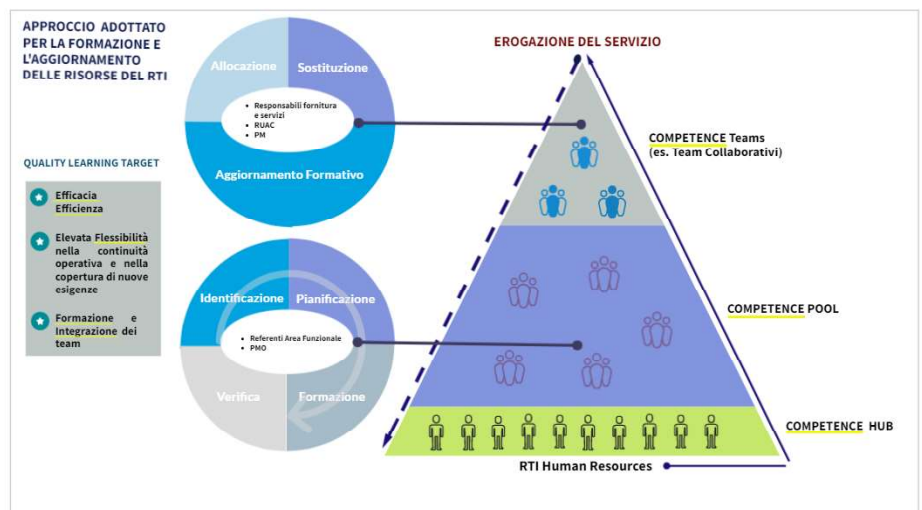 APPROCCIO ADOTTATO
PER LA FORMAZIONE E
L'AGGIORNAMENTO
DELLE RISORSE DEL RTI
QUALITY LEARNING TARGET
Efficacia
Efficienza
Elevata Flessibilità
nella continuità
operativa e nella
copertura di nuove
esigenze
Formazione e
Integrazione dei
team
Allocazione
Sostituzione
• Responsabili fornitura
e servizi
• RUAC
• PM
Aggiornamento Formativo
Identificazione
Pianificazione
• Referenti Area Funzionale
• PMO
Verifica
Formazione
EROGAZIONE DEL SERVIZIO
COMPETENCE Teams
(es. Team Collaborativi)
COMPETENCE POOL
COMPETENCE HUB
RTI Human Resources